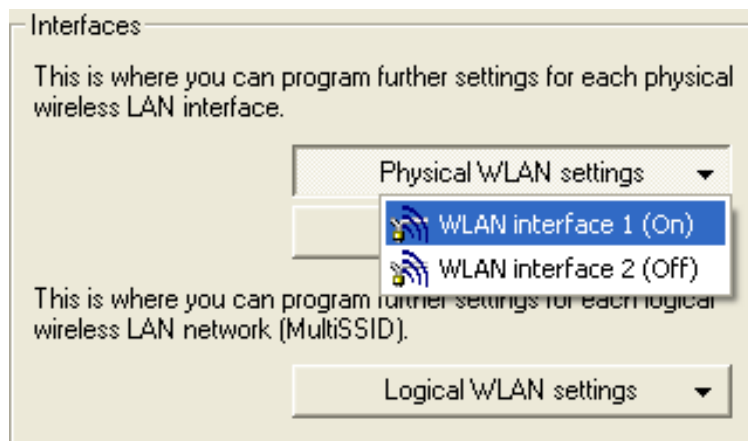 Interfaces
This is where you can program further settings for each physical
wireless LAN interface.
Physical WLAN settings
WLAN interface 1 (On)
WLAN interface 2 (Off)
This is where you can program further settings for each logical
wireless LAN network (MultiSSID).
Logical WLAN settings